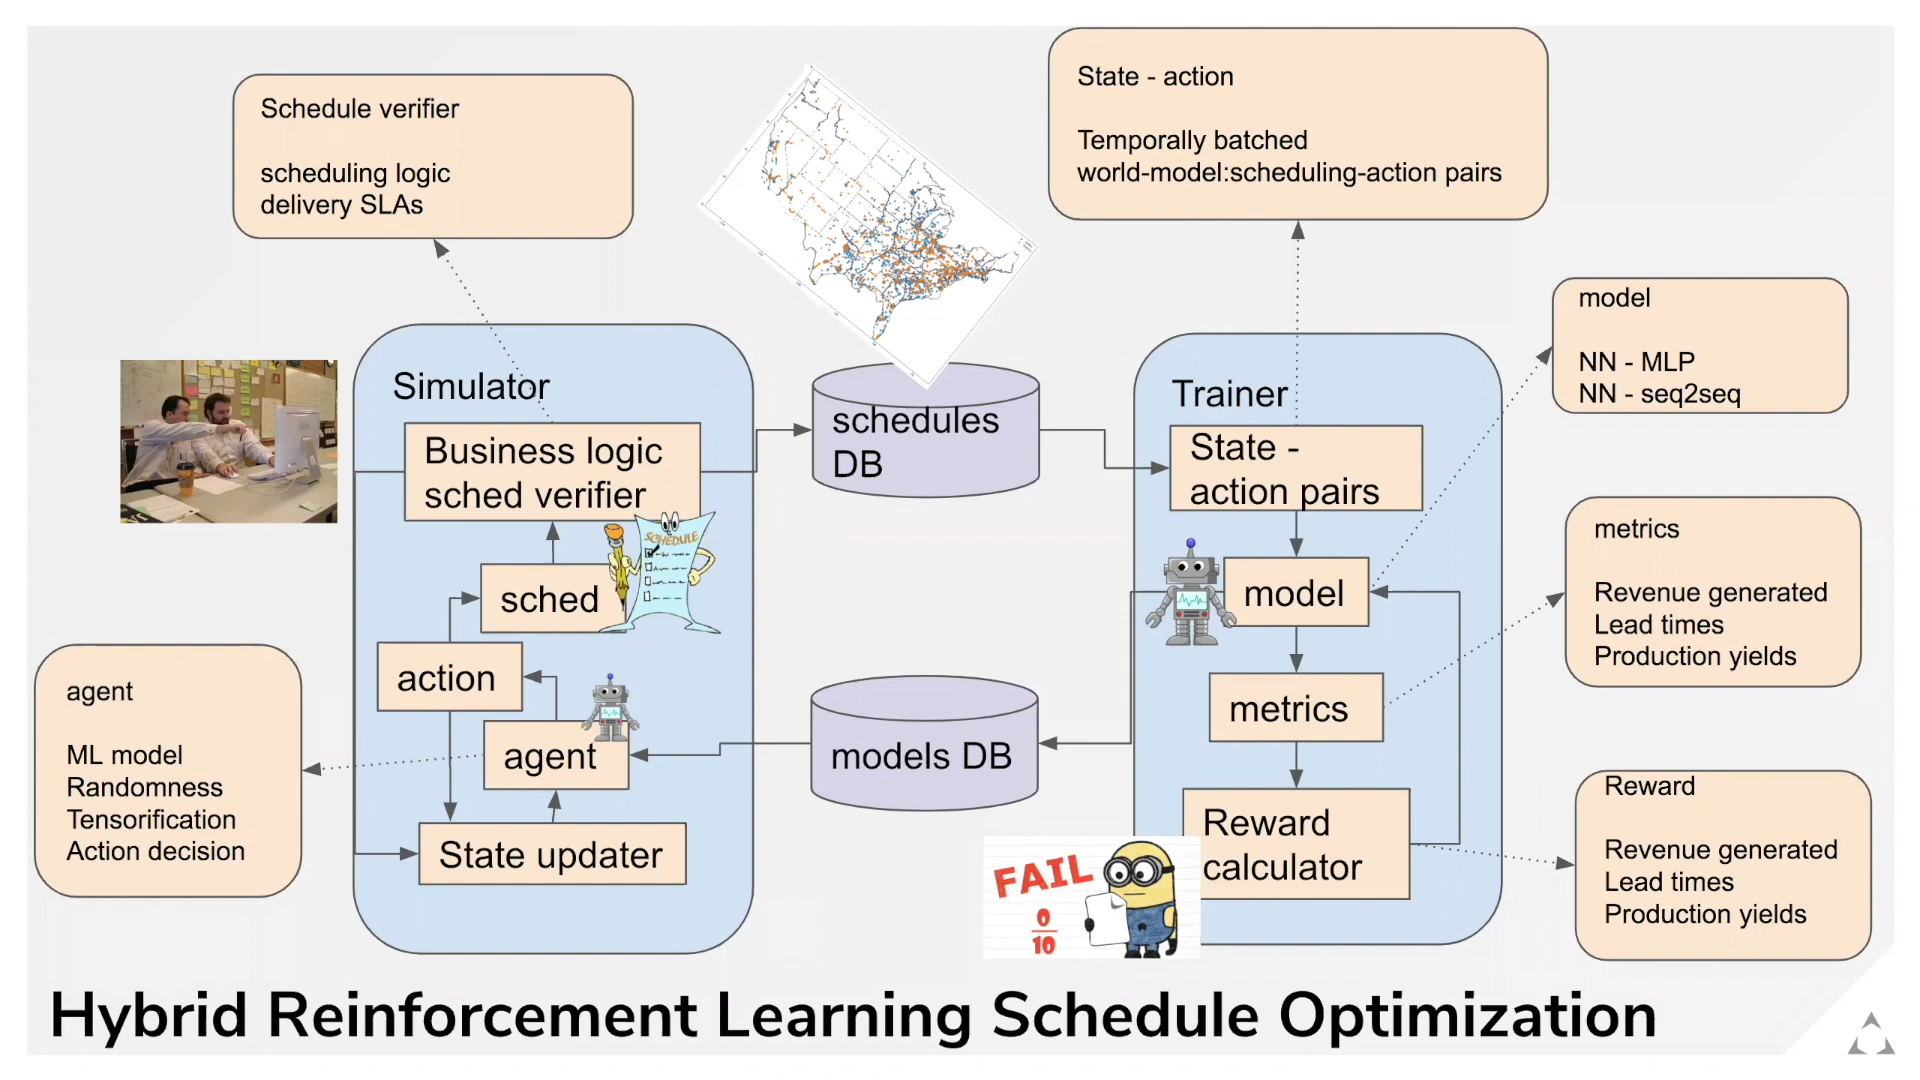 Schedule verifier
scheduling logic
delivery SLAs
State - action
Temporally batched
world-model:scheduling-action pairs
model
NN - MLP
NN - seq2seq
Simulator
Business logic
sched verifier
SCHEDULE
sched
action
agent
State updater
schedules
DB
models DB
Trainer
State -
action pairs
model
metrics
Reward
calculator
metrics
Revenue generated
Lead times
Production yields
agent
ML model
Randomness
Tensorification
Action decision
FAIL
0
10
Reward
Revenue generated
Lead times
Production yields
Hybrid Reinforcement Learning Schedule Optimization